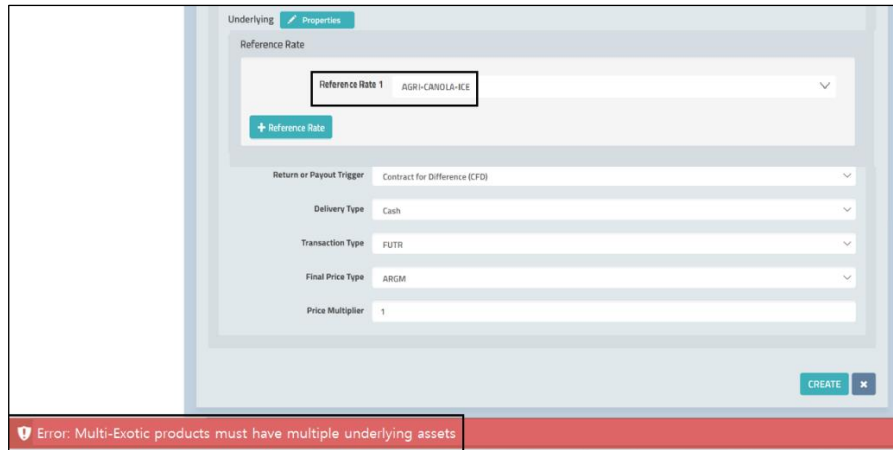 Underlying Properties
Reference Rate
Reference Rate 1 AGRI-CANOLA-ICE
+ Reference Rate
Return or Payout Trigger Contract for Difference (CFD)
Delivery Type Cash
Transaction Type FUTR
Final Price Type ARGM
Price Multiplier 1
CREATE ×
Error: Multi-Exotic products must have multiple underlying assets